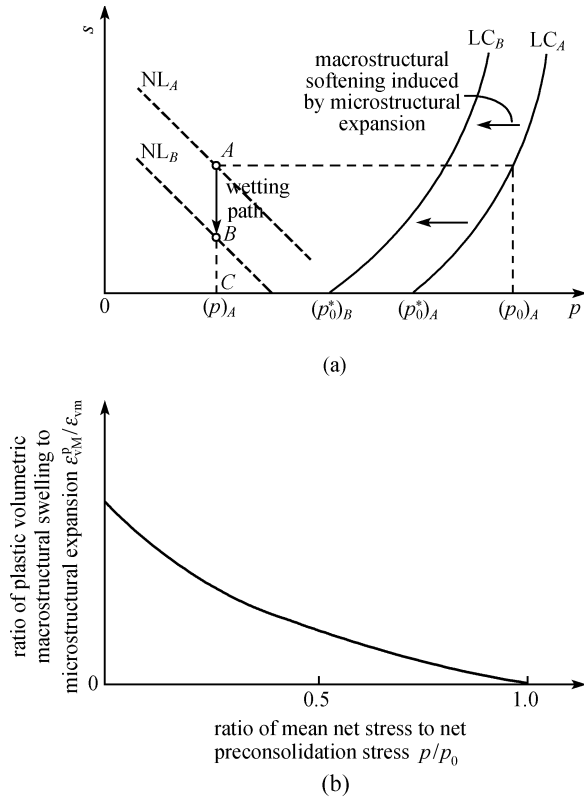 s
LC_B
LC_A
macrostructural
softening induced
by microstructural
expansion
NL_A
NL_B
A
wetting
path
B
C
0
(p)_A
(p_0^*)_B
(p_0^*)_A
(p_0)_A
p
(a)
ratio of plastic volumetric
macrostructural swelling to
microstructural expansion ε_vM^p/ε_vm
0
0.5
1.0
ratio of mean net stress to net
preconsolidation stress p/p_0
(b)